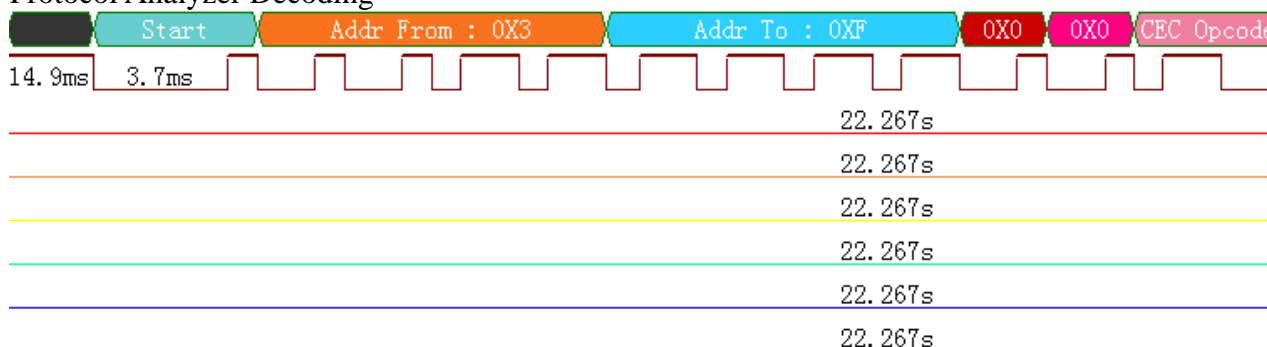 Protocol Analyzer Decoding
Start Addr From : 0X3 Addr To : 0XF 0X0 0X0 CEC Opcode
14.9ms 3.7ms
22.267s
22.267s
22.267s
22.267s
22.267s
22.267s